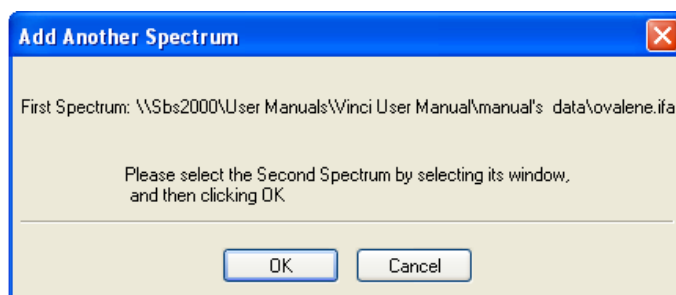 Add Another Spectrum
First Spectrum: \\Sbs2000\User Manuals\Vinci User Manual\manual's  data\ovalene.ifa
Please select the Second Spectrum by selecting its window,
and then clicking OK
OK
Cancel